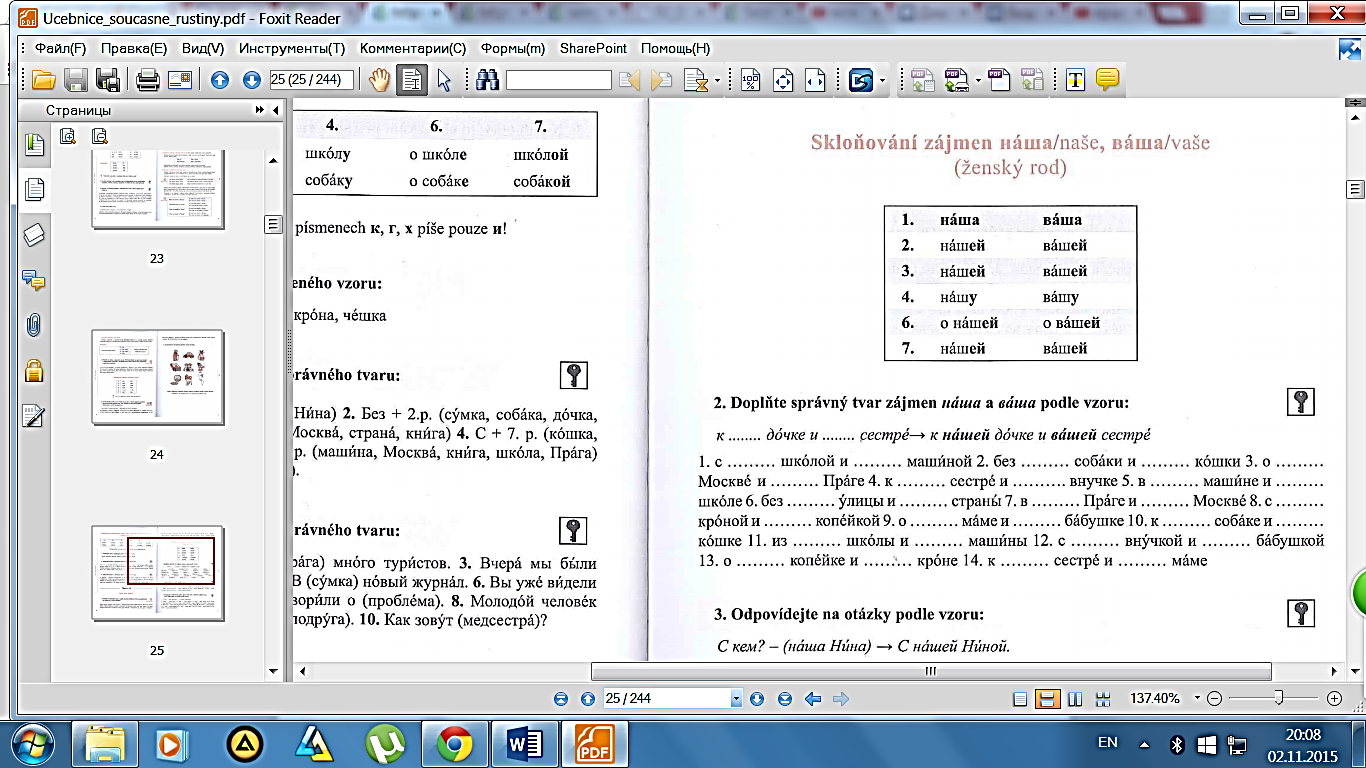 Ucebnice_soucasne_rustiny.pdf - Foxit Reader
Файл(F) Правка(E) Вид(V) Инструменты(T) Комментарии(C) Формы(m) SharePoint Помощь(H)
25 (25 / 244)
Страницы
23
24
25
4. 6. 7.
шко́лу о шко́ле шко́лой
соба́ку о соба́ке соба́кой
písmenech к, г, х píše pouze и!
eného vzoru:
кро́на, че́шка
rávného tvaru:
Ни́на) 2. Без + 2.р. (су́мка, соба́ка, до́чка,
Москва́, страна́, кни́га) 4. С + 7. р. (ко́шка,
р. (маши́на, Москва́, кни́га, шко́ла, Пра́га)
).
rávného tvaru:
ра́га) мно́го тури́стов. 3. Вчера́ мы бы́ли
В (су́мка) но́вый журна́л. 6. Вы уже́ ви́дели
вори́ли о (пробле́ма). 8. Молодо́й челове́к
подру́га). 10. Как зову́т (медсестра́)?
Skloňování zájmen на́ша/naše, ва́ша/vaše
(ženský rod)
1. на́ша ва́ша
2. на́шей ва́шей
3. на́шей ва́шей
4. на́шу ва́шу
6. о на́шей о ва́шей
7. на́шей ва́шей
2. Doplňte správný tvar zájmen на́ша a ва́ша podle vzoru:
к ........ до́чке и ........ сестре́→ к на́шей до́чке и ва́шей сестре́
1. с ......... шко́лой и ......... маши́ной 2. без ......... соба́ки и ......... ко́шки 3. о .........
Москве́ и ......... Пра́ге 4. к ......... сестре́ и ......... внучке 5. в ......... маши́не и .........
шко́ле 6. без ......... у́лицы и ......... страны́ 7. в ......... Пра́ге и ......... Москве́ 8. с .........
кро́ной и ......... копе́йкой 9. о ......... ма́ме и ......... ба́бушке 10. к ......... соба́ке и .........
ко́шке 11. из ......... шко́лы и ......... маши́ны 12. с ......... вну́чкой и ......... ба́бушкой
13. о ......... копе́йке и ......... кро́не 14. к ......... сестре́ и ......... ма́ме
3. Odpovídejte na otázky podle vzoru:
С кем? – (на́ша Ни́на) → С на́шей Ни́ной.
25 / 244
137.40%
EN
20:08
02.11.2015